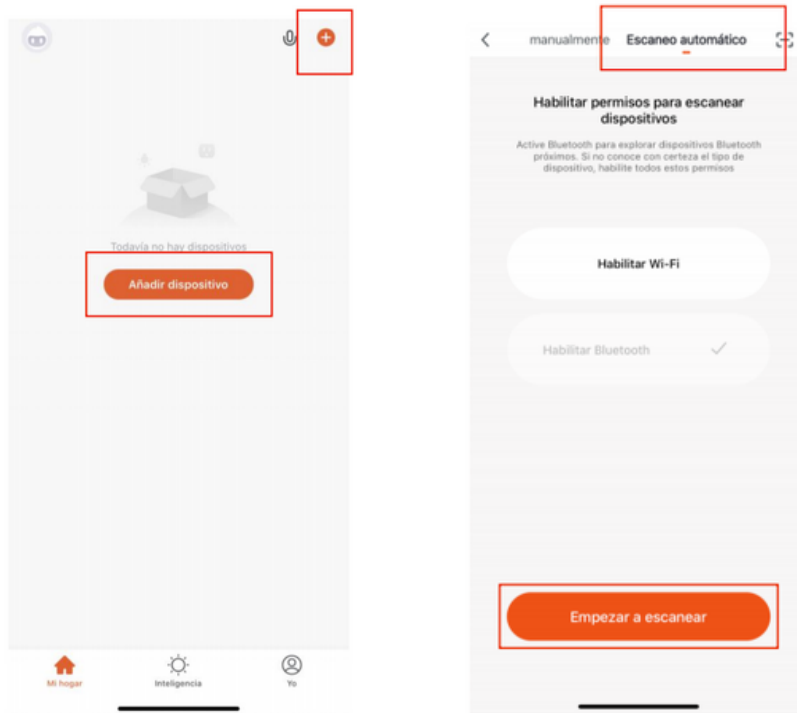 Todavía no hay dispositivos
Añadir dispositivo
Mi hogar
Inteligencia
Yo
manualmente
Escaneo automático
Habilitar permisos para escanear
dispositivos
Active Bluetooth para explorar dispositivos Bluetooth
próximos. Si no conoce con certeza el tipo de
dispositivo, habilite todos estos permisos
Habilitar Wi-Fi
Habilitar Bluetooth
Empezar a escanear